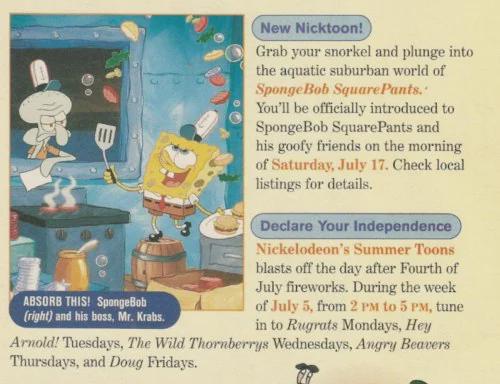 New Nicktoon!
Grab your snorkel and plunge into
the aquatic suburban world of
SpongeBob SquarePants.
You'll be officially introduced to
SpongeBob SquarePants and
his goofy friends on the morning
of Saturday, July 17. Check local
listings for details.
ABSORB THIS! SpongeBob
(right) and his boss, Mr. Krabs.
Declare Your Independence
Nickelodeon's Summer Toons
blasts off the day after Fourth of
July fireworks. During the week
of July 5, from 2 PM to 5 PM, tune
in to Rugrats Mondays, Hey
Arnold! Tuesdays, The Wild Thornberrys Wednesdays, Angry Beavers
Thursdays, and Doug Fridays.